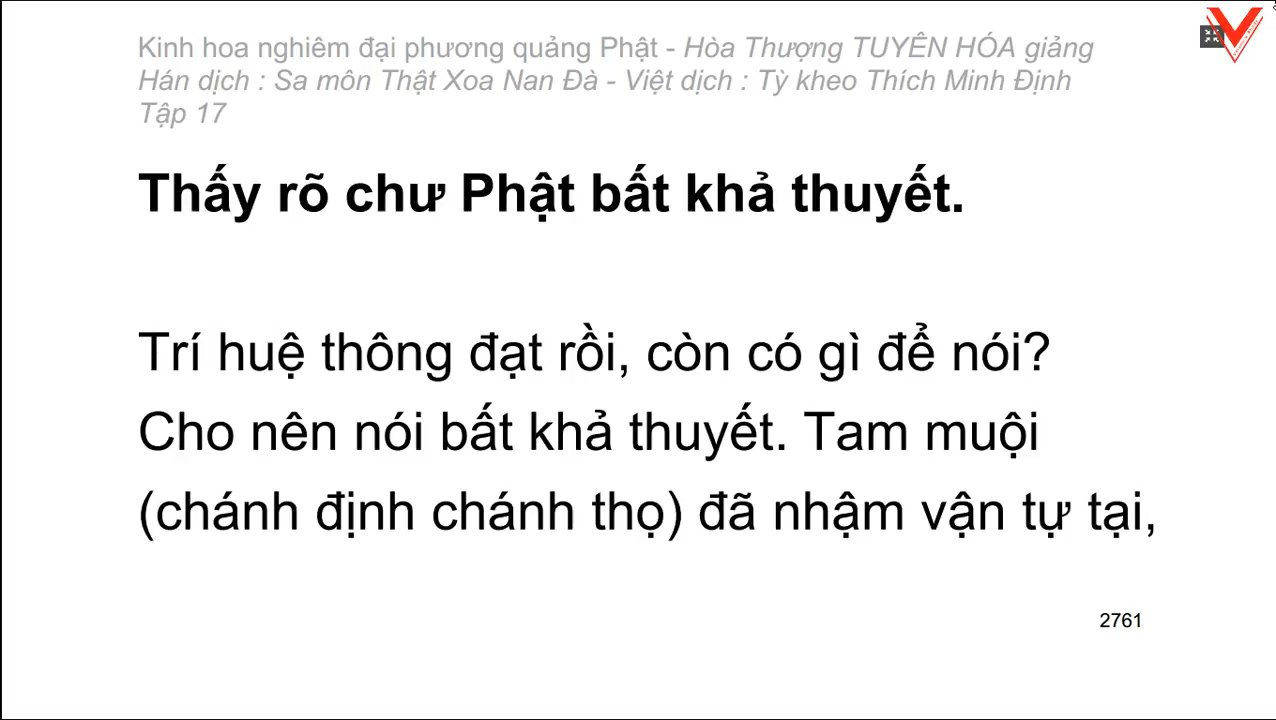 Kinh hoa nghiêm đại phương quảng Phật - Hòa Thượng TUYÊN HÓA giảng
Hán dịch : Sa môn Thật Xoa Nan Đà - Việt dịch : Tỳ kheo Thích Minh Định
Tập 17
Thấy rõ chư Phật bất khả thuyết.
Trí huệ thông đạt rồi, còn có gì để nói?
Cho nên nói bất khả thuyết. Tam muội
(chánh định chánh thọ) đã nhậm vận tự tại,
2761